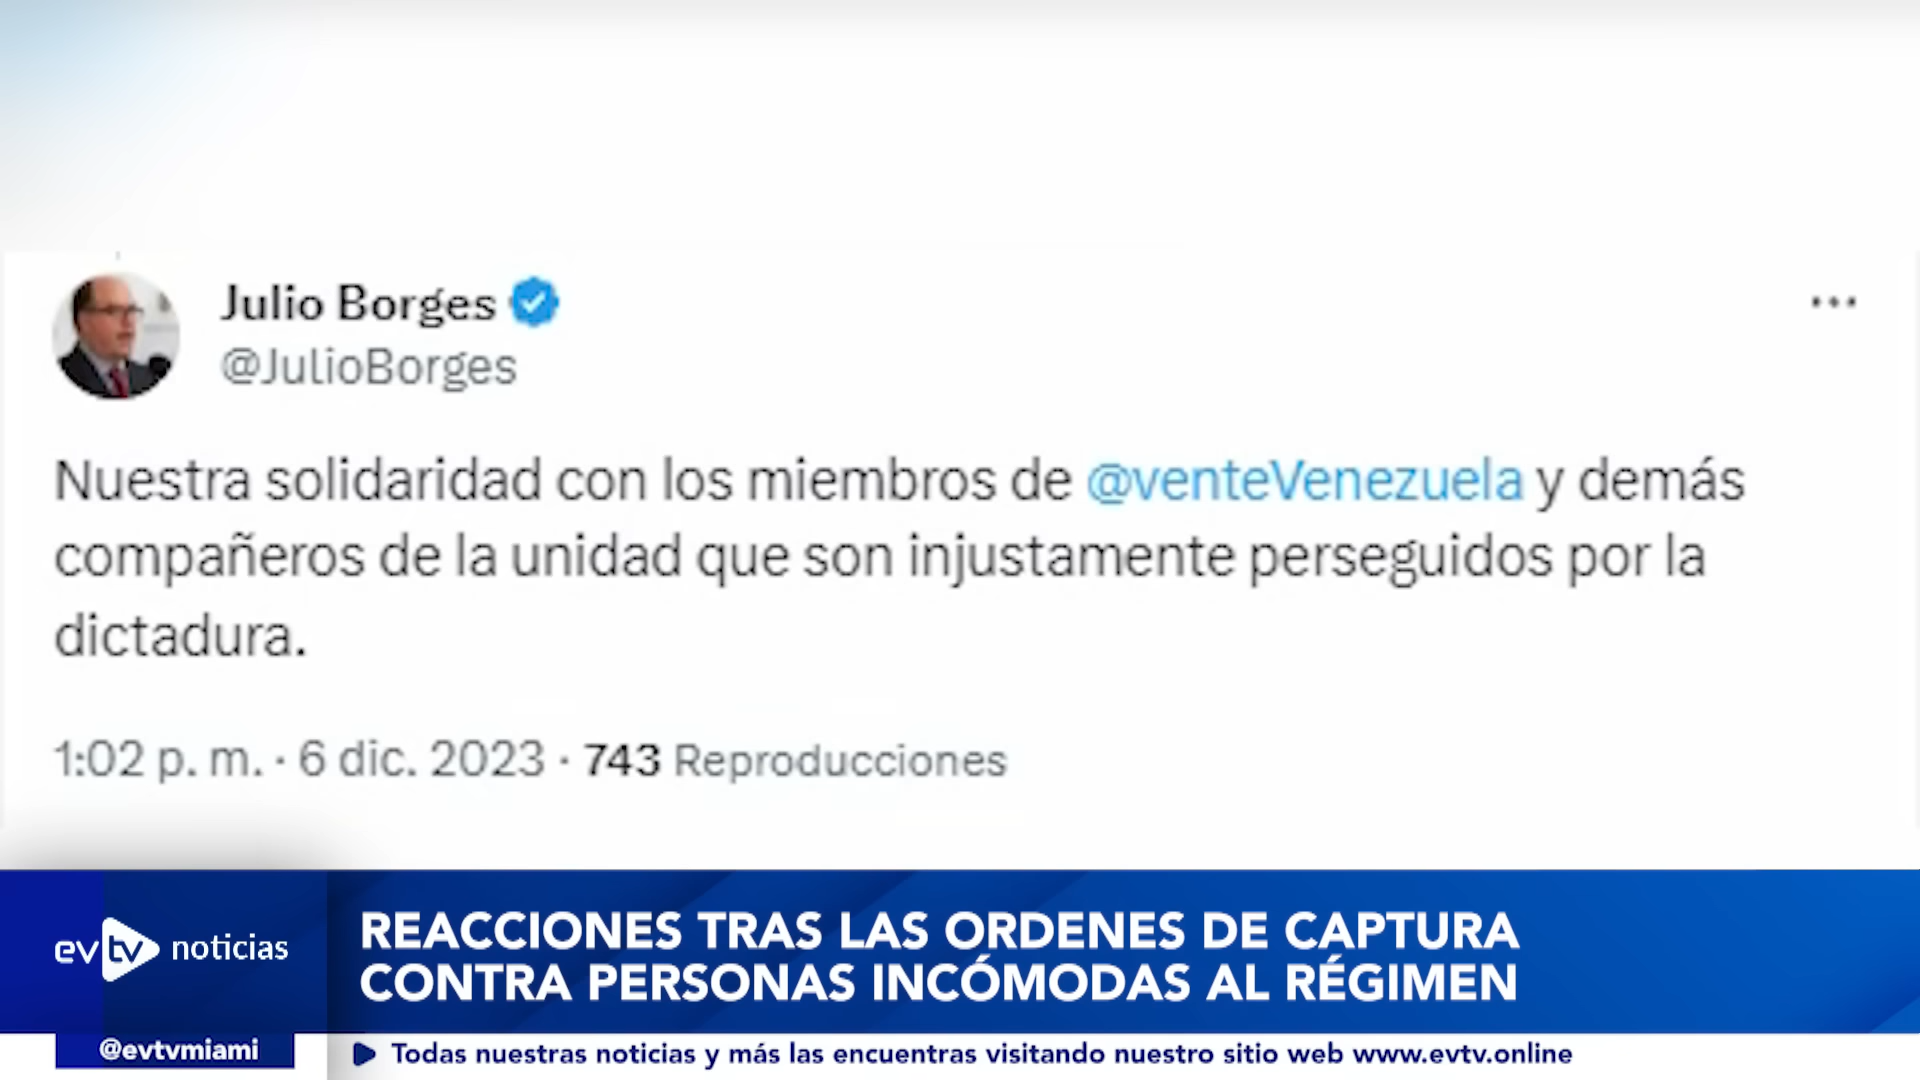 Julio Borges
@JulioBorges
Nuestra solidaridad con los miembros de @venteVenezuela y demás
compañeros de la unidad que son injustamente perseguidos por la
dictadura.
1:02 p. m. · 6 dic. 2023 · 743 Reproducciones
evtv noticias
REACCIONES TRAS LAS ORDENES DE CAPTURA
CONTRA PERSONAS INCÓMODAS AL RÉGIMEN
@evtvmiami
Todas nuestras noticias y más las encuentras visitando nuestro sitio web www.evtv.online